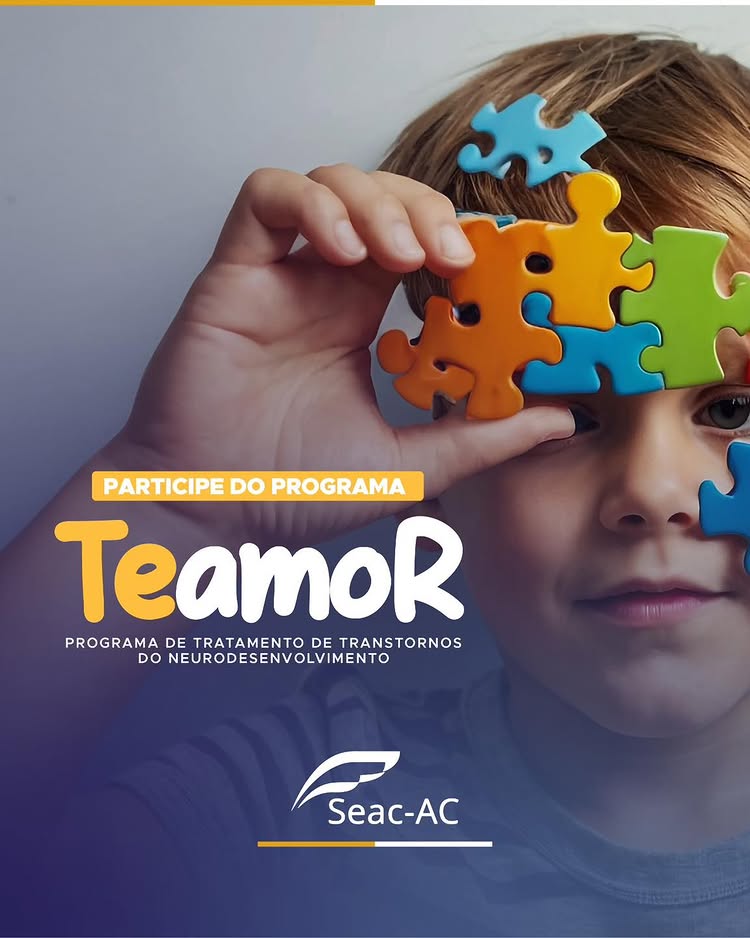 PARTICIPE DO PROGRAMA
TeamoR
PROGRAMA DE TRATAMENTO DE TRANSTORNOS
DO NEURODESENVOLVIMENTO
Seac-AC